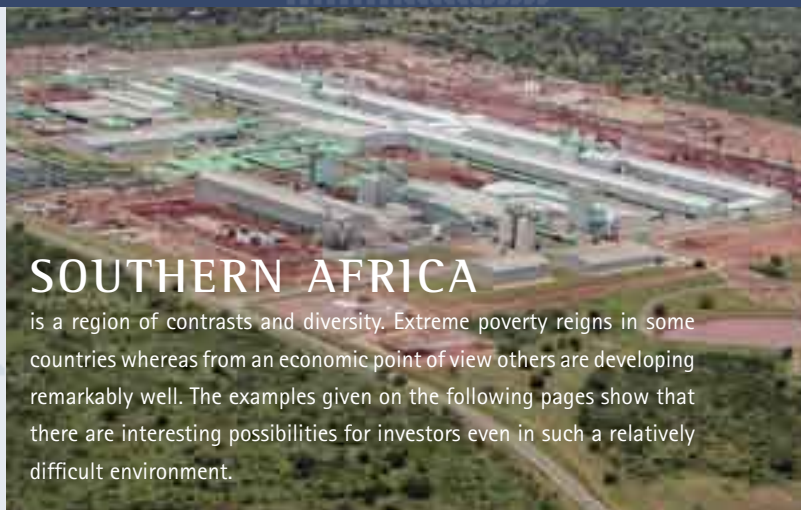 SOUTHERN AFRICA
is a region of contrasts and diversity. Extreme poverty reigns in some
countries whereas from an economic point of view others are developing
remarkably well. The examples given on the following pages show that
there are interesting possibilities for investors even in such a relatively
difficult environment.